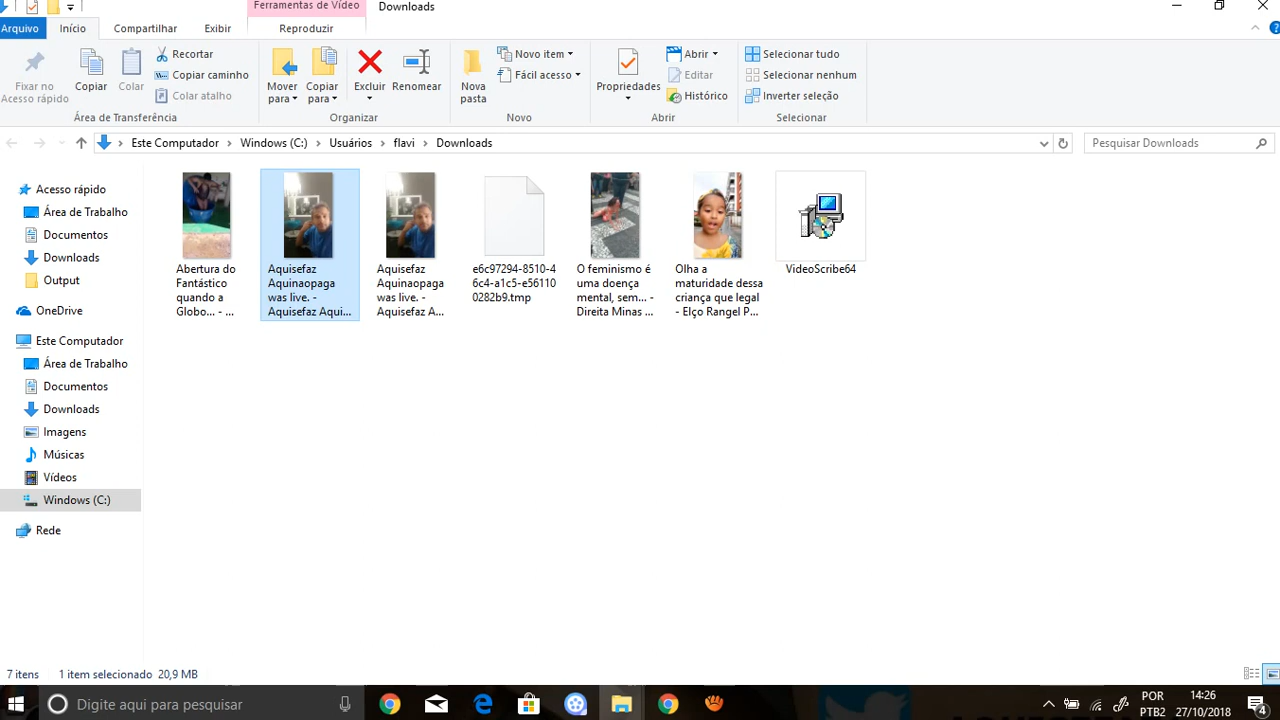 Ferramentas de Vídeo
Downloads
Arquivo
Início
Compartilhar
Exibir
Reproduzir
Fixar no
Acesso rápido
Copiar
Colar
Recortar
Copiar caminho
Colar atalho
Área de Transferência
Mover
para
Copiar
para
Excluir
Renomear
Organizar
Nova
pasta
Novo item
Fácil acesso
Novo
Propriedades
Abrir
Editar
Histórico
Abrir
Selecionar tudo
Selecionar nenhum
Inverter seleção
Selecionar
Este Computador > Windows (C:) > Usuários > flavi > Downloads
Pesquisar Downloads
Acesso rápido
Área de Trabalho
Documentos
Downloads
Output
OneDrive
Este Computador
Área de Trabalho
Documentos
Downloads
Imagens
Músicas
Vídeos
Windows (C:)
Rede
Abertura do
Fantástico
quando a
Globo... - ...
Aquisefaz
Aquinaopaga
was live. -
Aquisefaz Aqui...
Aquisefaz
Aquinaopaga
was live. -
Aquisefaz A...
e6c97294-8510-4
6c4-a1c5-e56110
0282b9.tmp
O feminismo é
uma doença
mental, sem... -
Direita Minas ...
Olha a
maturidade dessa
criança que legal
- Elço Rangel P...
VideoScribe64
7 itens
1 item selecionado 20,9 MB
Digite aqui para pesquisar
POR
PTB2
14:26
27/10/2018
4